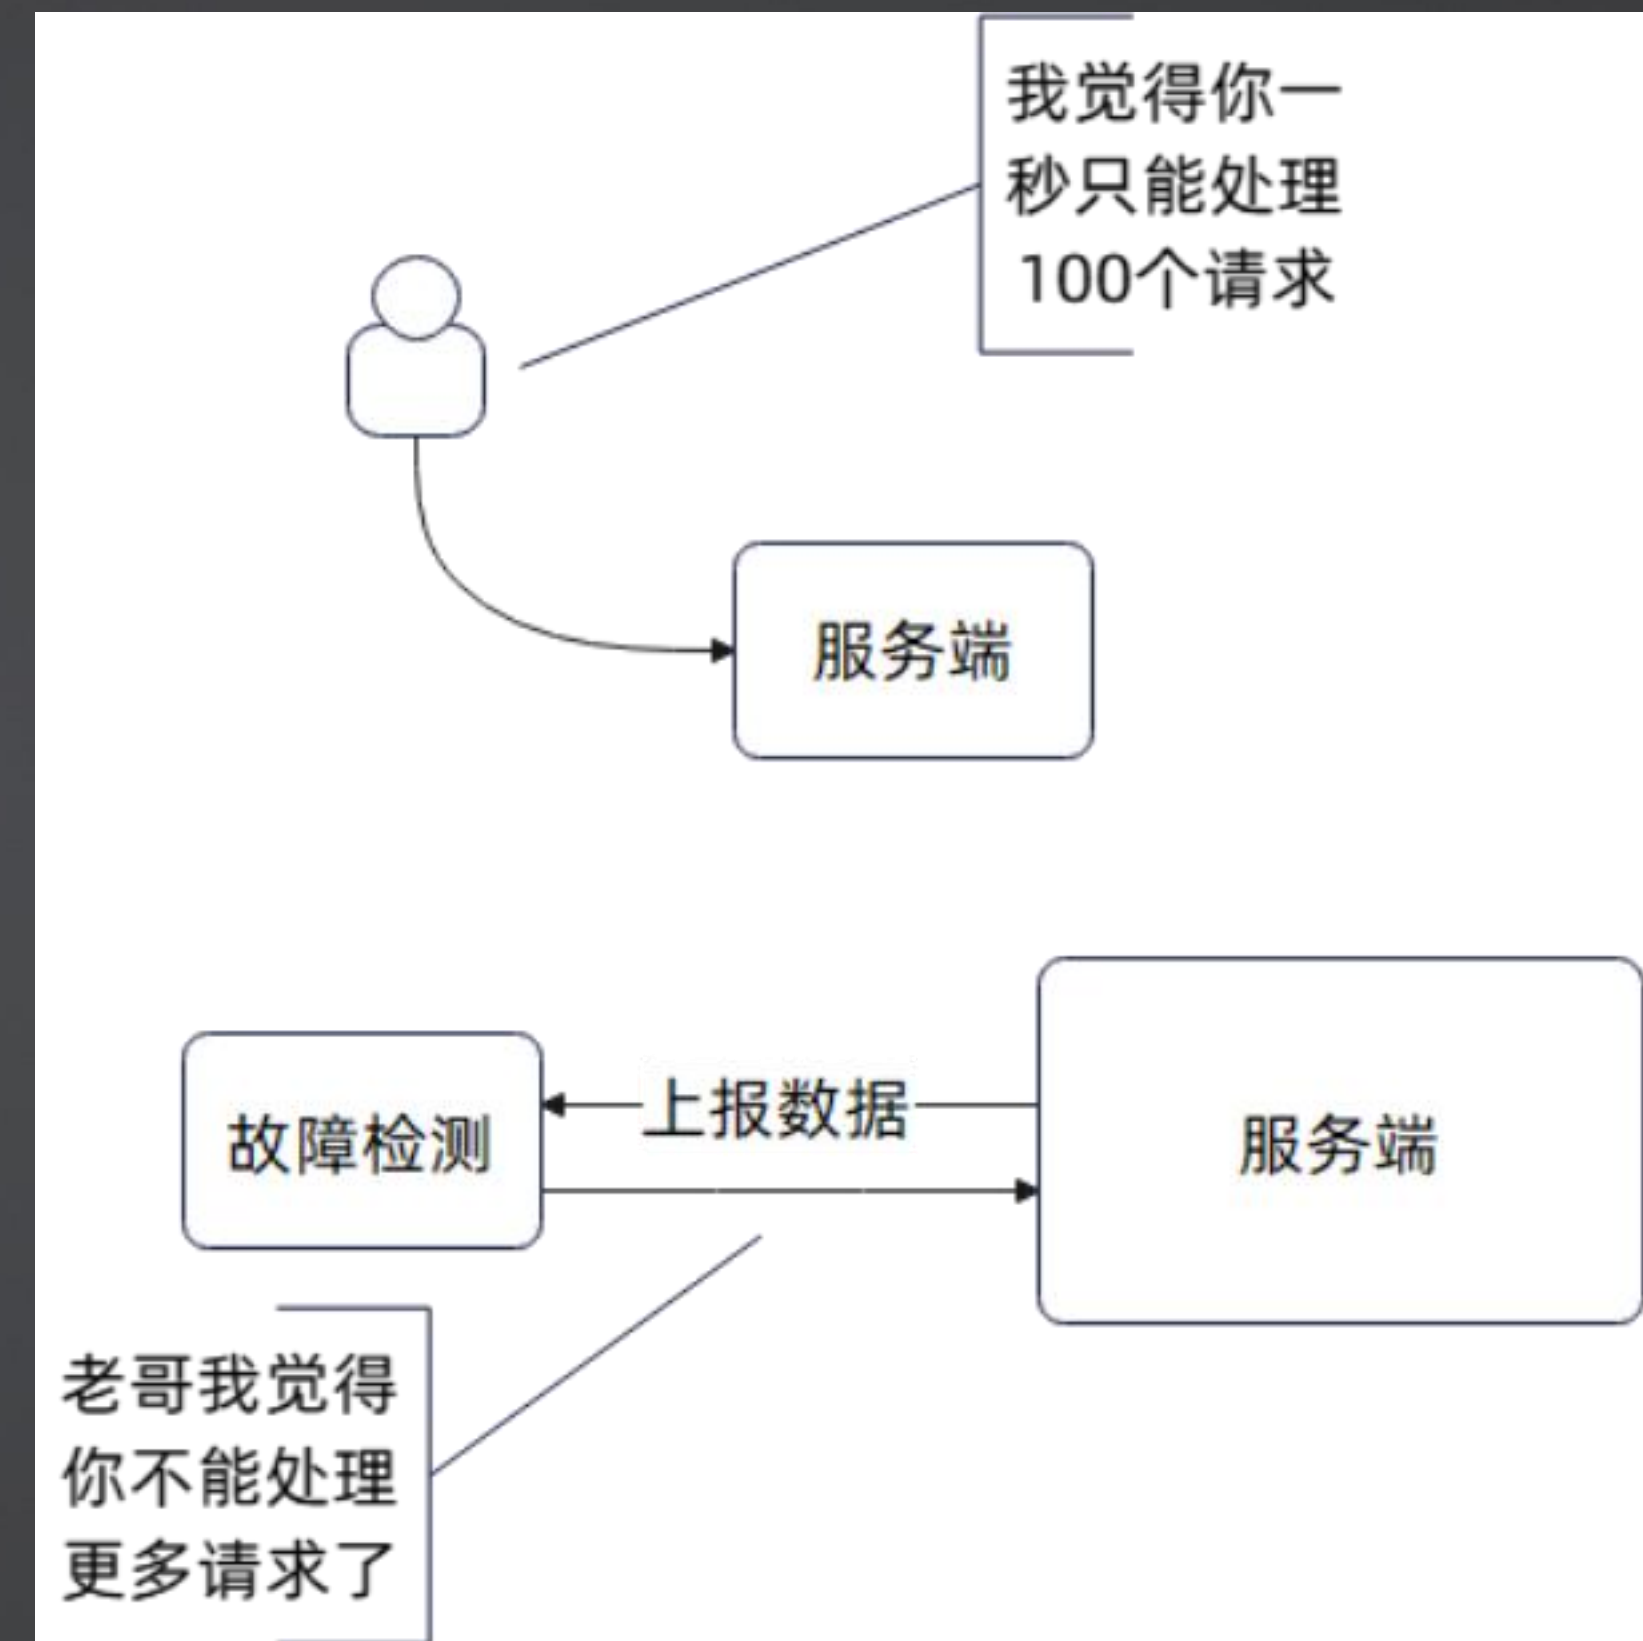 我觉得你一
秒只能处理
100个请求
服务端
上报数据
故障检测
服务端
老哥我觉得
你不能处理
更多请求了